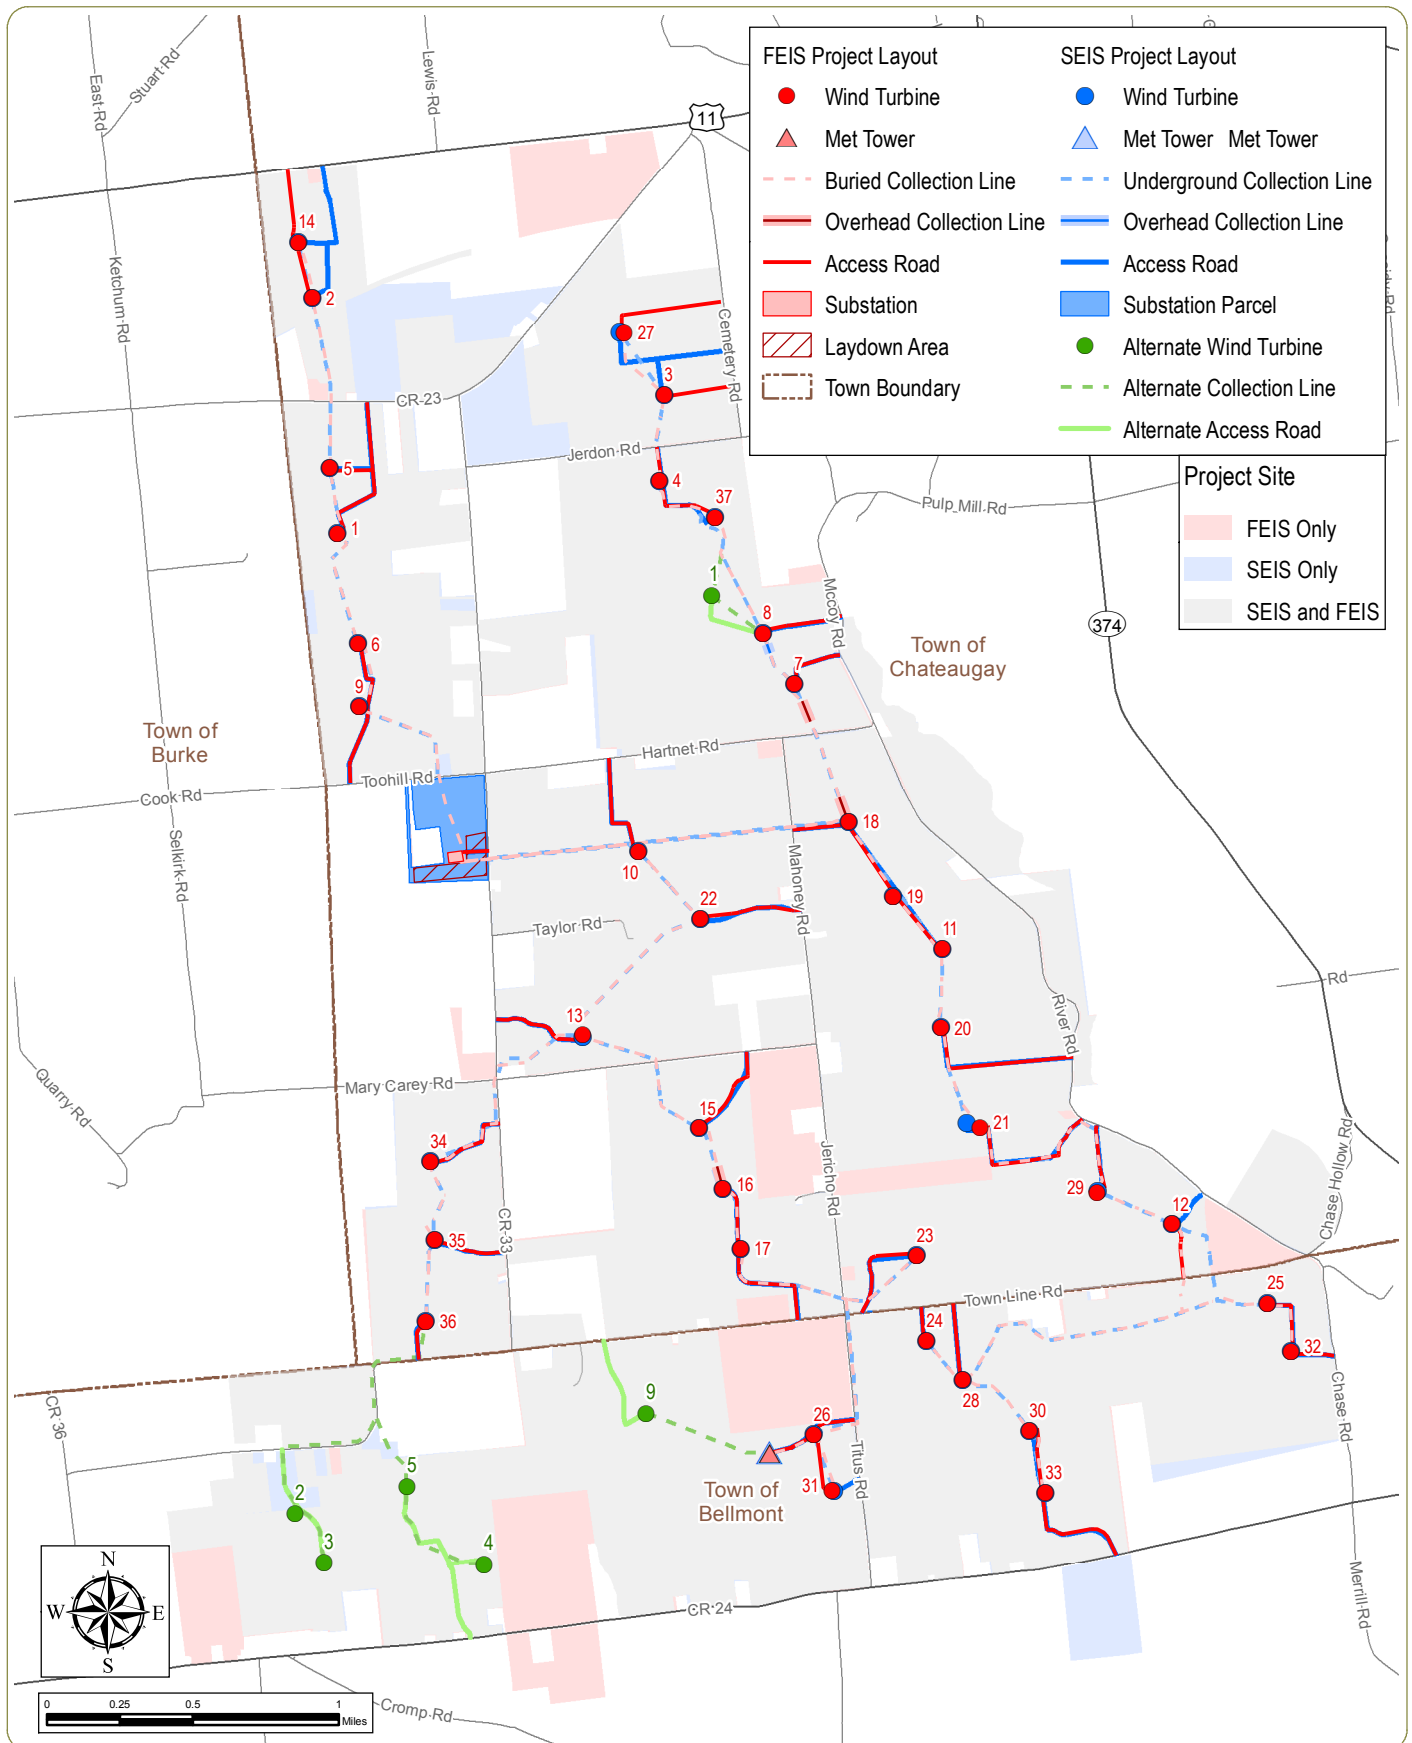 FEIS Project Layout
Wind Turbine
Met Tower
Buried Collection Line
Overhead Collection Line
Access Road
Substation
Laydown Area
Town Boundary
SEIS Project Layout
Wind Turbine
Met Tower Met Tower
Underground Collection Line
Overhead Collection Line
Access Road
Substation Parcel
Alternate Wind Turbine
Alternate Collection Line
Alternate Access Road
Project Site
FEIS Only
SEIS Only
SEIS and FEIS
East Rd
Stuart Rd
Lewis Rd
11
14
Ketchum Rd
2
27
Cemetery Rd
3
CR-23
Jerdon Rd
5
4
37
Pulp Mill Rd
1
1
Mccoy Rd
8
374
6
Town of
Chateaugay
7
9
Town of
Burke
Hartnet Rd
Toohill Rd
Cook Rd
18
Selkirk Rd
10
Mahoney Rd
19
22
Taylor Rd
11
Rd
River Rd
13
20
Quarry Rd
Mary Carey Rd
15
21
34
Jericho Rd
Chase Hollow Rd
16
29
12
CR-33
35
17
23
25
Town Line Rd
36
24
32
28
CR 36
9
Chase Rd
26
30
Titus Rd
5
31
33
2
Town of
Bellmont
3
4
N
W
E
S
Merrill Rd
CR 24
0
0.25
0.5
1
Miles
Cromp Rd